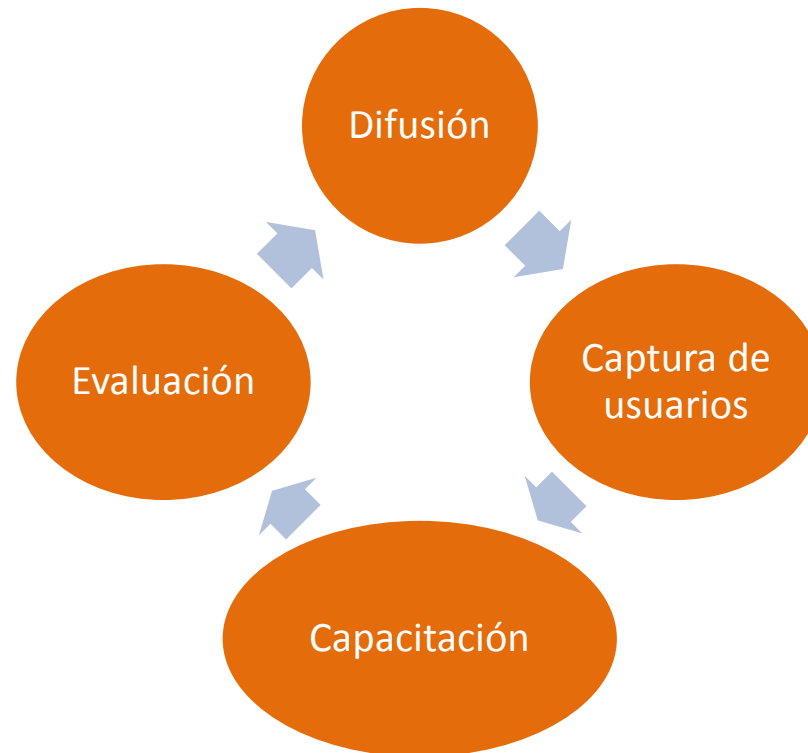 Difusión
Captura de
usuarios
Capacitación
Evaluación